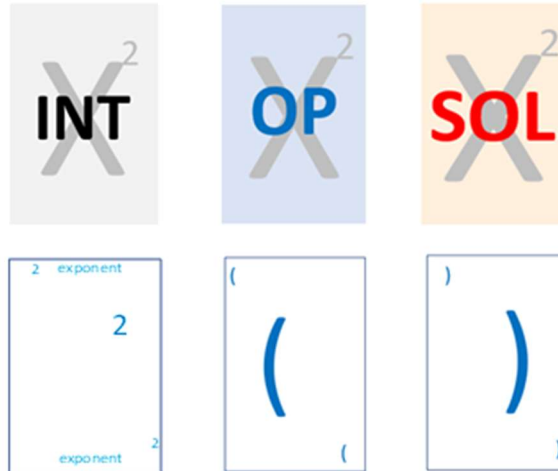 X 2 INT
X 2 OP
X 2 SOL
2 exponent
2
2
exponent
(
(
(
)
)
)